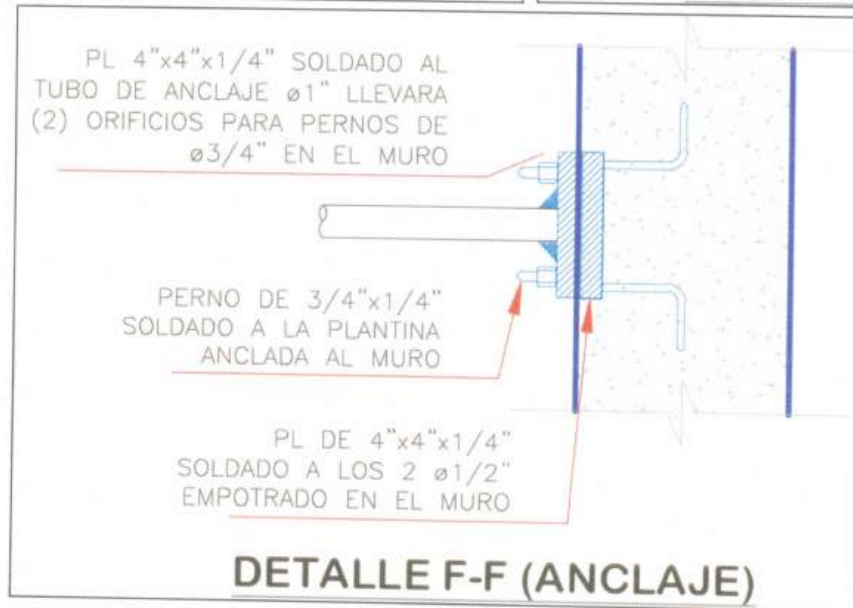 PL 4"x4"x1/4" SOLDADO AL
TUBO DE ANCLAJE ø1" LLEVARA
(2) ORIFICIOS PARA PERNOS DE
ø3/4" EN EL MURO
PERNO DE 3/4"x1/4"
SOLDADO A LA PLANTINA
ANCLADA AL MURO
PL DE 4"x4"x1/4"
SOLDADO A LOS 2 ø1/2"
EMPOTRADO EN EL MURO
DETALLE F-F (ANCLAJE)